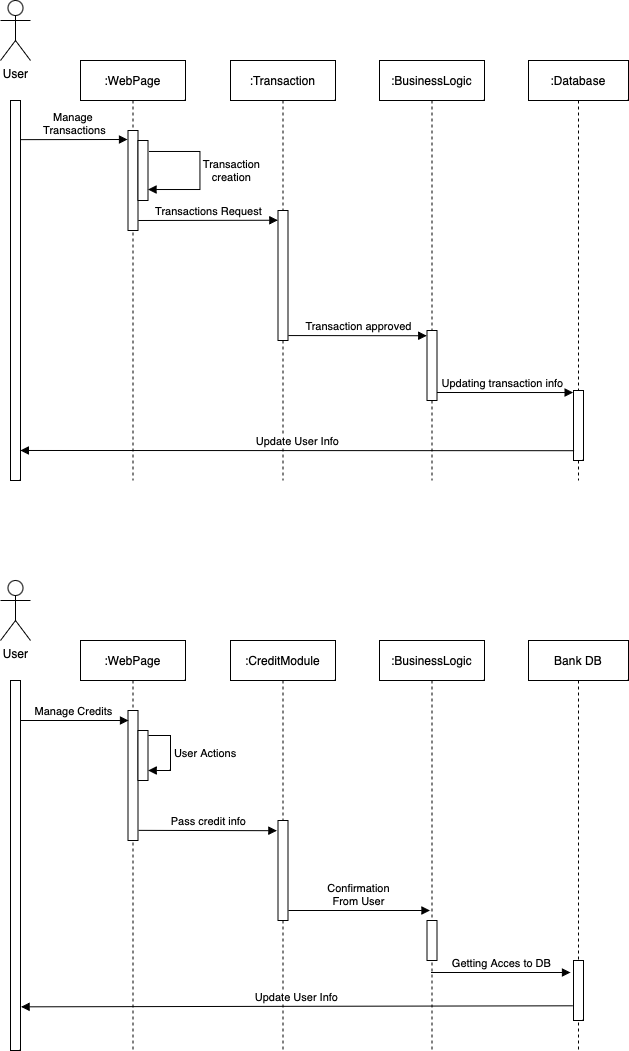 User
:WebPage
:Transaction
:BusinessLogic
:Database
Manage
Transactions
Transaction
creation
Transactions Request
Transaction approved
Updating transaction info
Update User Info
User
:WebPage
:CreditModule
:BusinessLogic
Bank DB
Manage Credits
User Actions
Pass credit info
Confirmation
From User
Getting Acces to DB
Update User Info